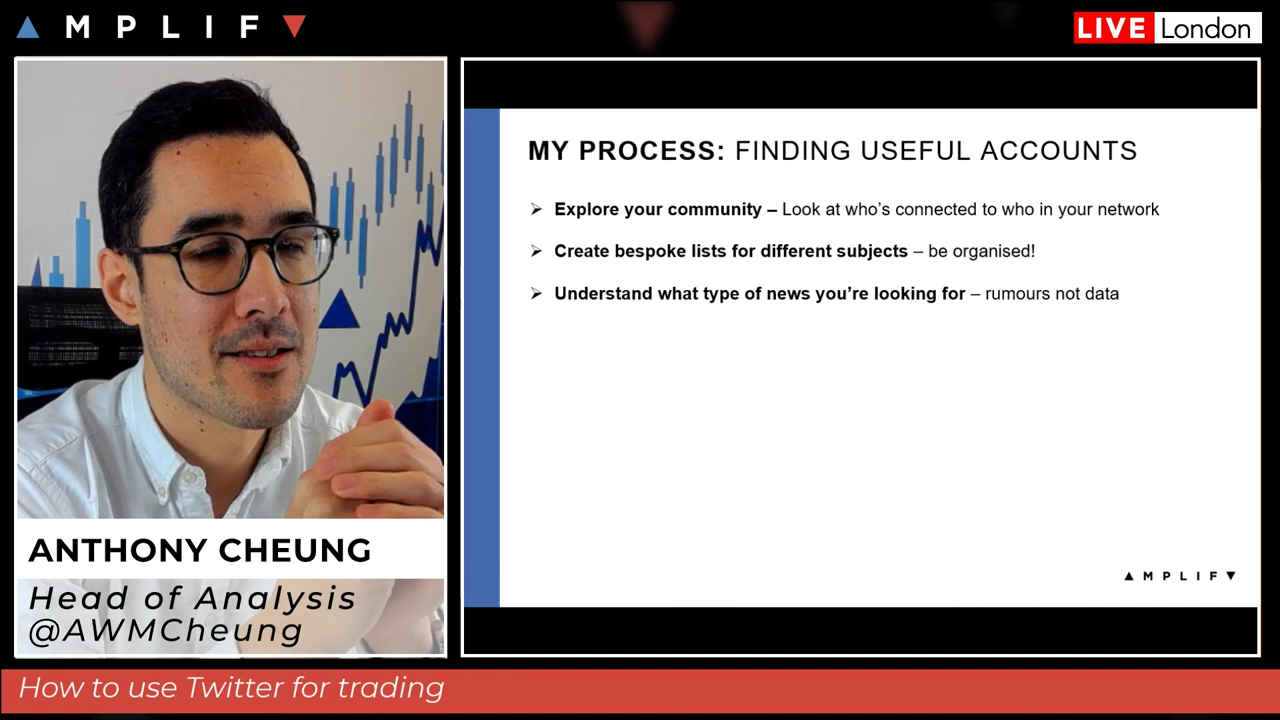 ▲ M P L I F ▼
LIVE London
MY PROCESS: FINDING USEFUL ACCOUNTS
➢ Explore your community – Look at who’s connected to who in your network
➢ Create bespoke lists for different subjects – be organised!
➢ Understand what type of news you’re looking for – rumours not data
▲ M P L I F ▼
ANTHONY CHEUNG
Head of Analysis
@AWMCheung
How to use Twitter for trading